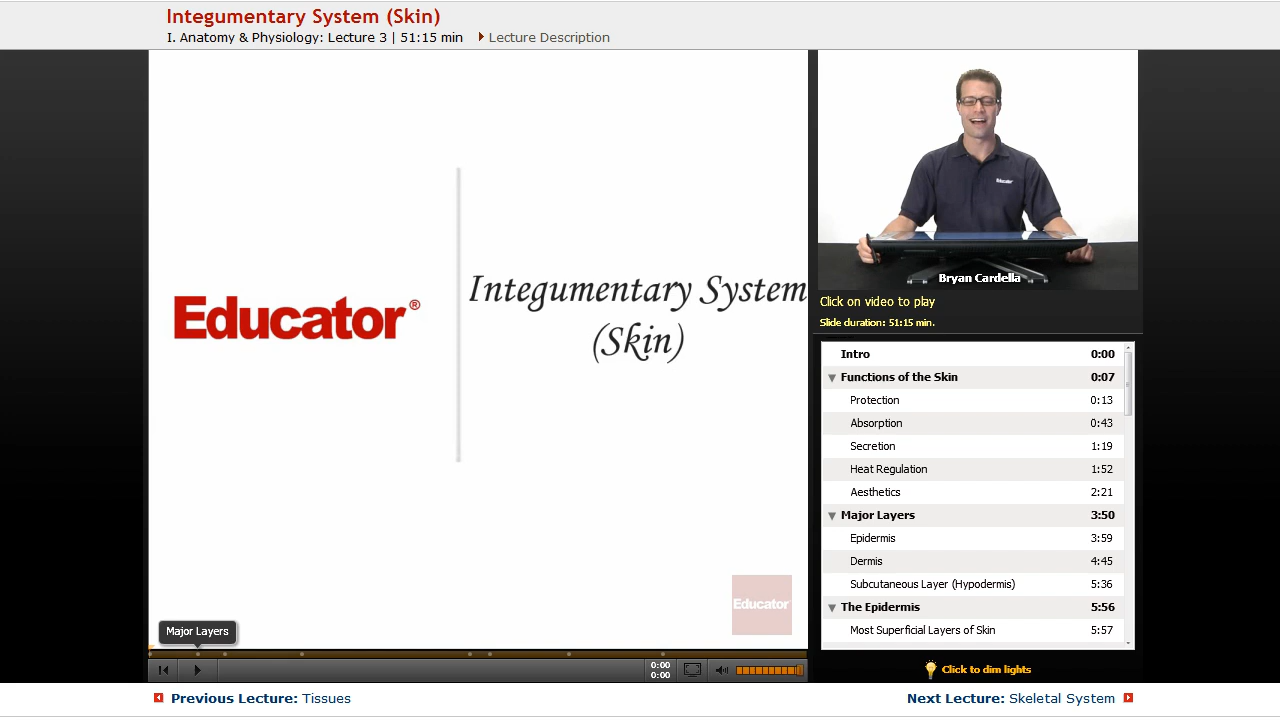 Integumentary System (Skin)
I. Anatomy & Physiology: Lecture 3 | 51:15 min
Lecture Description
Educator®
Integumentary System
(Skin)
Educator
Major Layers
0:00
0:00
Educator
Bryan Cardella
Click on video to play
Slide duration: 51:15 min.
Intro 0:00
Functions of the Skin 0:07
Protection 0:13
Absorption 0:43
Secretion 1:19
Heat Regulation 1:52
Aesthetics 2:21
Major Layers 3:50
Epidermis 3:59
Dermis 4:45
Subcutaneous Layer (Hypodermis) 5:36
The Epidermis 5:56
Most Superficial Layers of Skin 5:57
Click to dim lights
Previous Lecture: Tissues
Next Lecture: Skeletal System